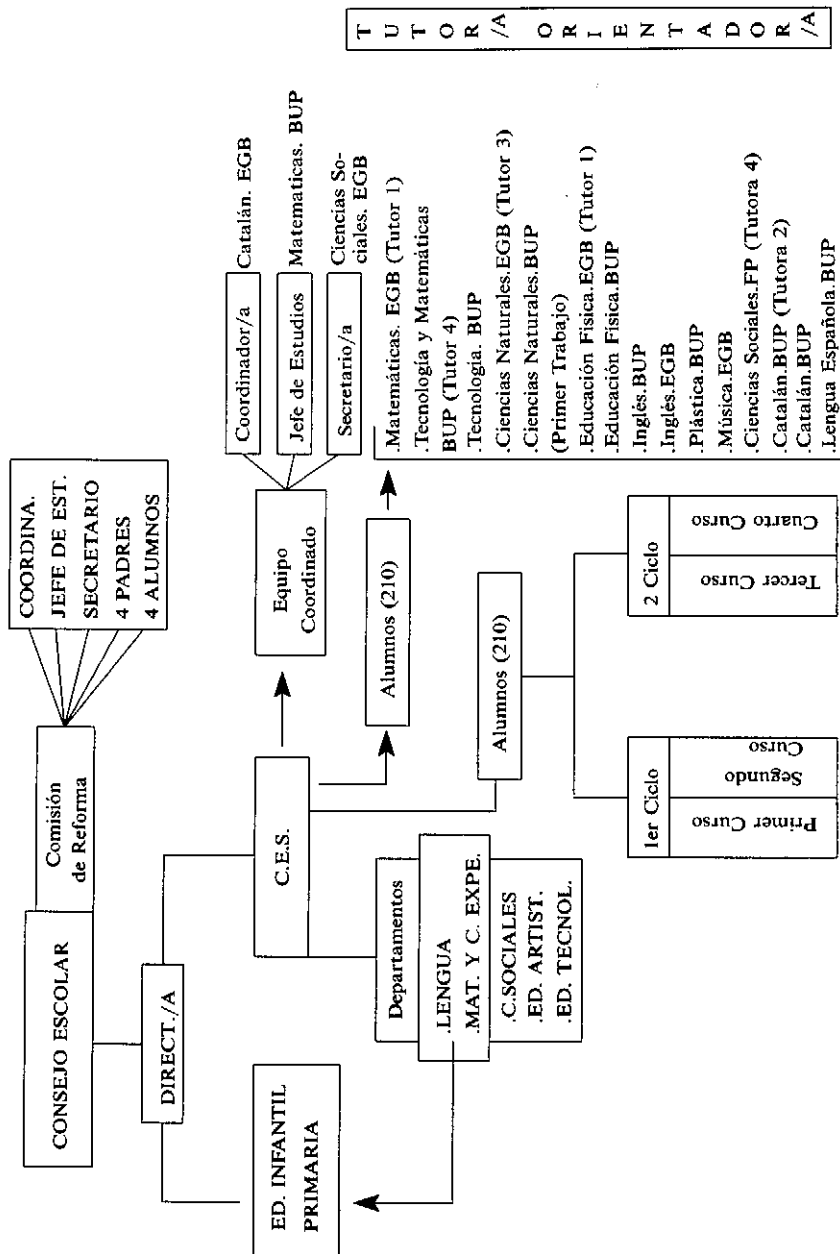 COORDINA.
JEFE DE EST.
SECRETARIO
4 PADRES
4 ALUMNOS
Comisión
de Reforma
CONSEJO ESCOLAR
DIRECT./A
ED. INFANTIL
PRIMARIA
C.E.S.
Equipo
Coordinado
Coordinador/a
Catalán. EGB
Jefe de Estudios
Matematicas. BUP
Secretario/a
Ciencias So-
ciales. EGB
Alumnos (210)
.Matemáticas. EGB (Tutor 1)
.Tecnología y Matemáticas
BUP (Tutor 4)
.Tecnologia. BUP
.Ciencias Naturales.EGB (Tutor 3)
.Ciencias Naturales.BUP
(Primer Trabajo)
.Educación Física.EGB (Tutor 1)
.Educación Física.BUP
.Inglés.BUP
.Inglés.EGB
.Plástica.BUP
.Música.EGB
.Ciencias Sociales.FP (Tutora 4)
.Catalán.BUP (Tutora 2)
.Catalán.BUP
.Lengua Española.BUP
T U T O R /A O R I E N T A D O R /A
Departamentos
.LENGUA
.MAT. Y C. EXPE.
.C.SOCIALES
.ED. ARTIST.
.ED. TECNOL.
Alumnos (210)
1er Ciclo
Primer Curso
Segundo
Curso
2 Ciclo
Tercer Curso
Cuarto Curso